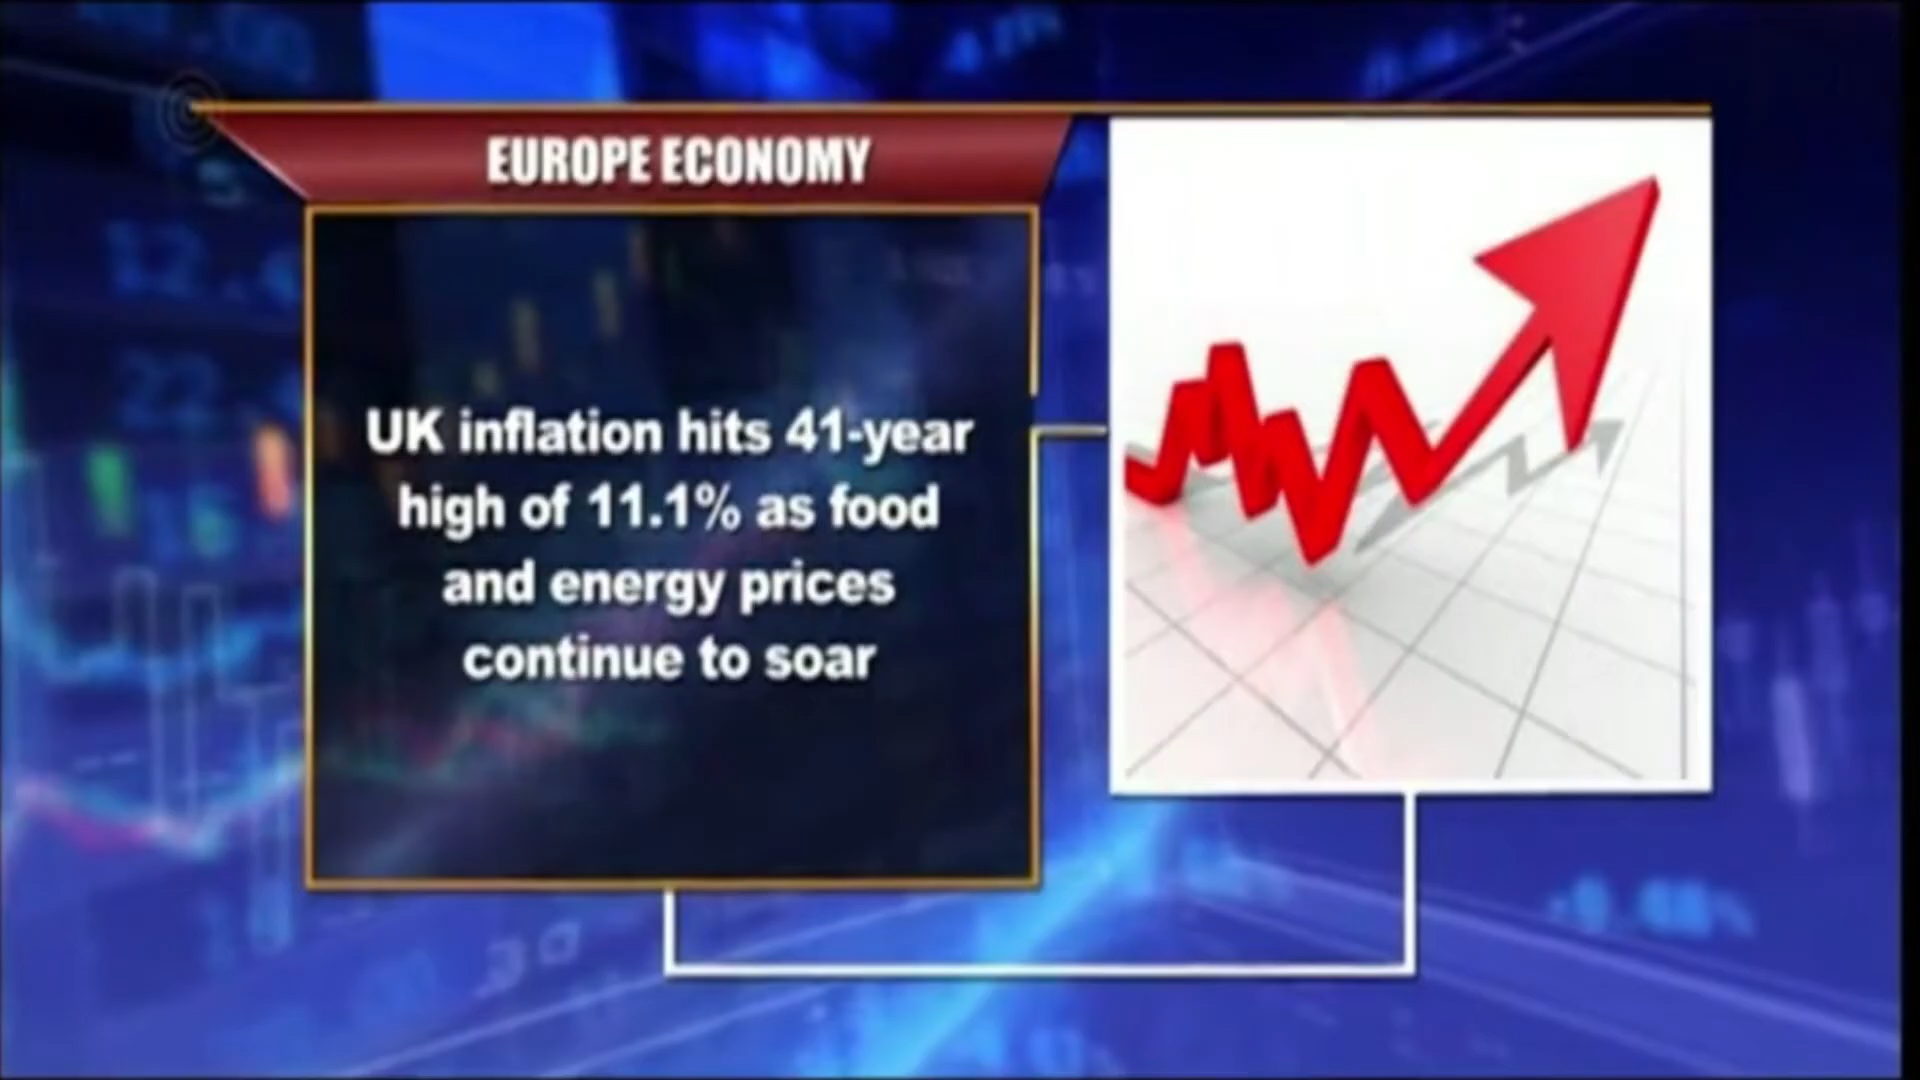 EUROPE ECONOMY
UK inflation hits 41-year
high of 11.1% as food
and energy prices
continue to soar